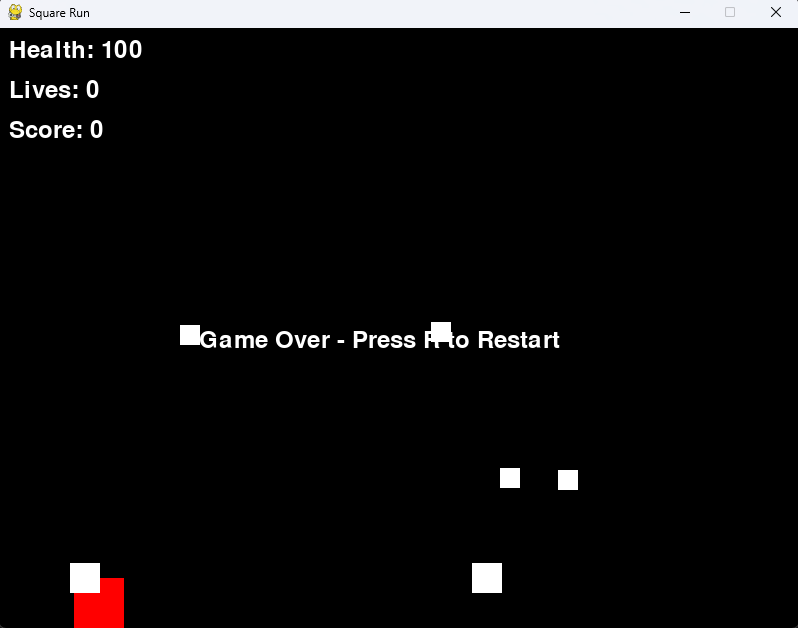 Square Run
Health: 100
Lives: 0
Score: 0
Game Over - Press R to Restart